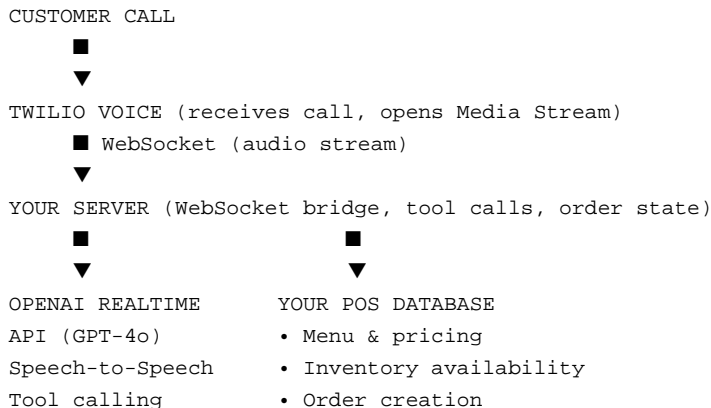 CUSTOMER CALL
■
▼
TWILIO VOICE (receives call, opens Media Stream)
■ WebSocket (audio stream)
▼
YOUR SERVER (WebSocket bridge, tool calls, order state)
■ ■
▼ ▼
OPENAI REALTIME YOUR POS DATABASE
API (GPT-4o) • Menu & pricing
Speech-to-Speech • Inventory availability
Tool calling • Order creation